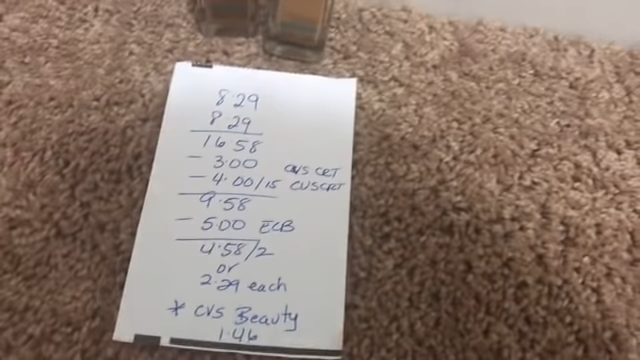 8.29
8 29
16 58
- 3.00 CVS CRT
- 4.00/15 CVSCRT
9.58
- 5.00 ECB
4.58/2
or
2.29 each
* CVS Beauty
1.46